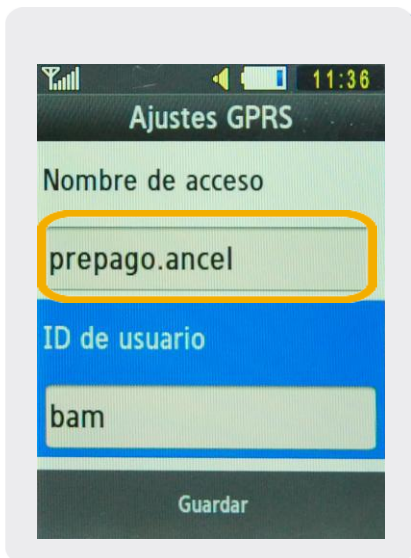 11:36
Ajustes GPRS
Nombre de acceso
prepago.ancel
ID de usuario
bam
Guardar